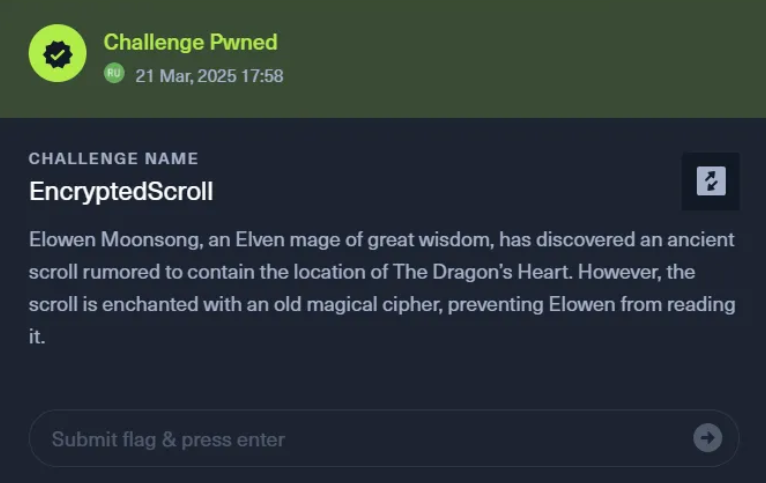 Challenge Pwned
RU 21 Mar, 2025 17:58
CHALLENGE NAME
EncryptedScroll
Elowen Moonsong, an Elven mage of great wisdom, has discovered an ancient
scroll rumored to contain the location of The Dragon’s Heart. However, the
scroll is enchanted with an old magical cipher, preventing Elowen from reading
it.
Submit flag & press enter